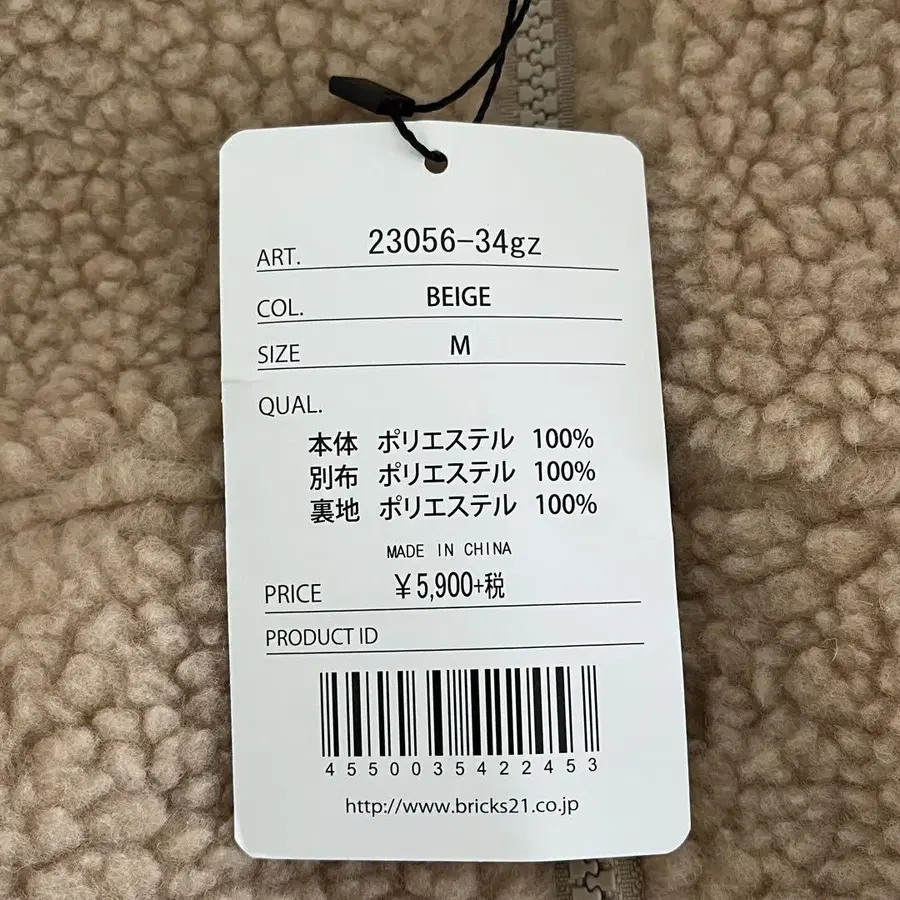 ART. 23056-34gz
COL. BEIGE
SIZE M
QUAL.
本体 ポリエステル 100%
別布 ポリエステル 100%
裏地 ポリエステル 100%
MADE IN CHINA
PRICE ¥5,900+税
PRODUCT ID
4550035422453
http://www.bricks21.co.jp